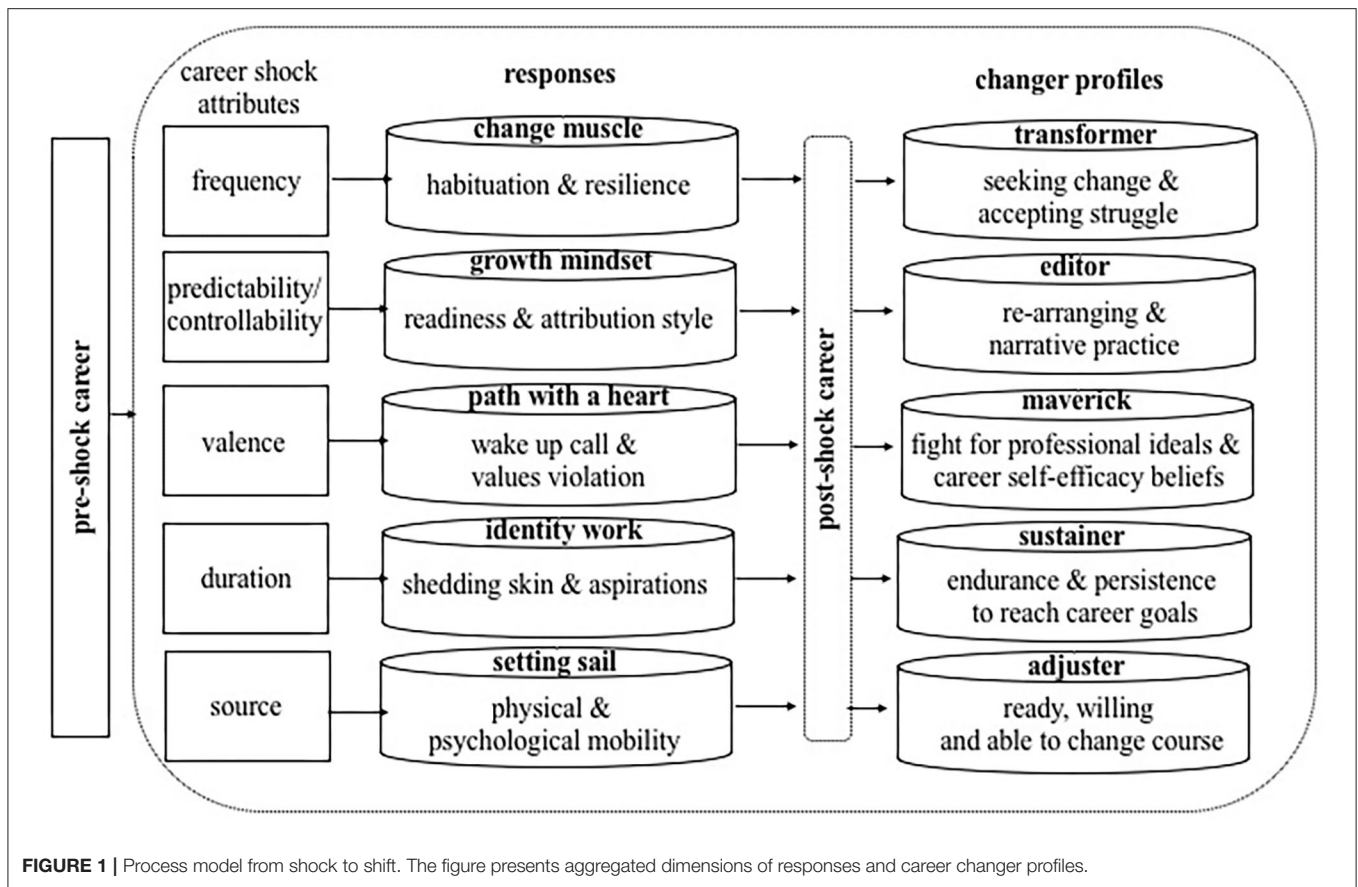 career shock
attributes
responses
changer profiles
pre-shock career
frequency
change muscle
habituation & resilience
post-shock career
transformer
seeking change &
accepting struggle
predictability/
controllability
growth mindset
readiness & attribution style
editor
re-arranging &
narrative practice
valence
path with a heart
wake up call &
values violation
maverick
fight for professional ideals &
career self-efficacy beliefs
duration
identity work
shedding skin & aspirations
sustainer
endurance & persistence
to reach career goals
source
setting sail
physical &
psychological mobility
adjuster
ready, willing
and able to change course
FIGURE 1 | Process model from shock to shift. The figure presents aggregated dimensions of responses and career changer profiles.